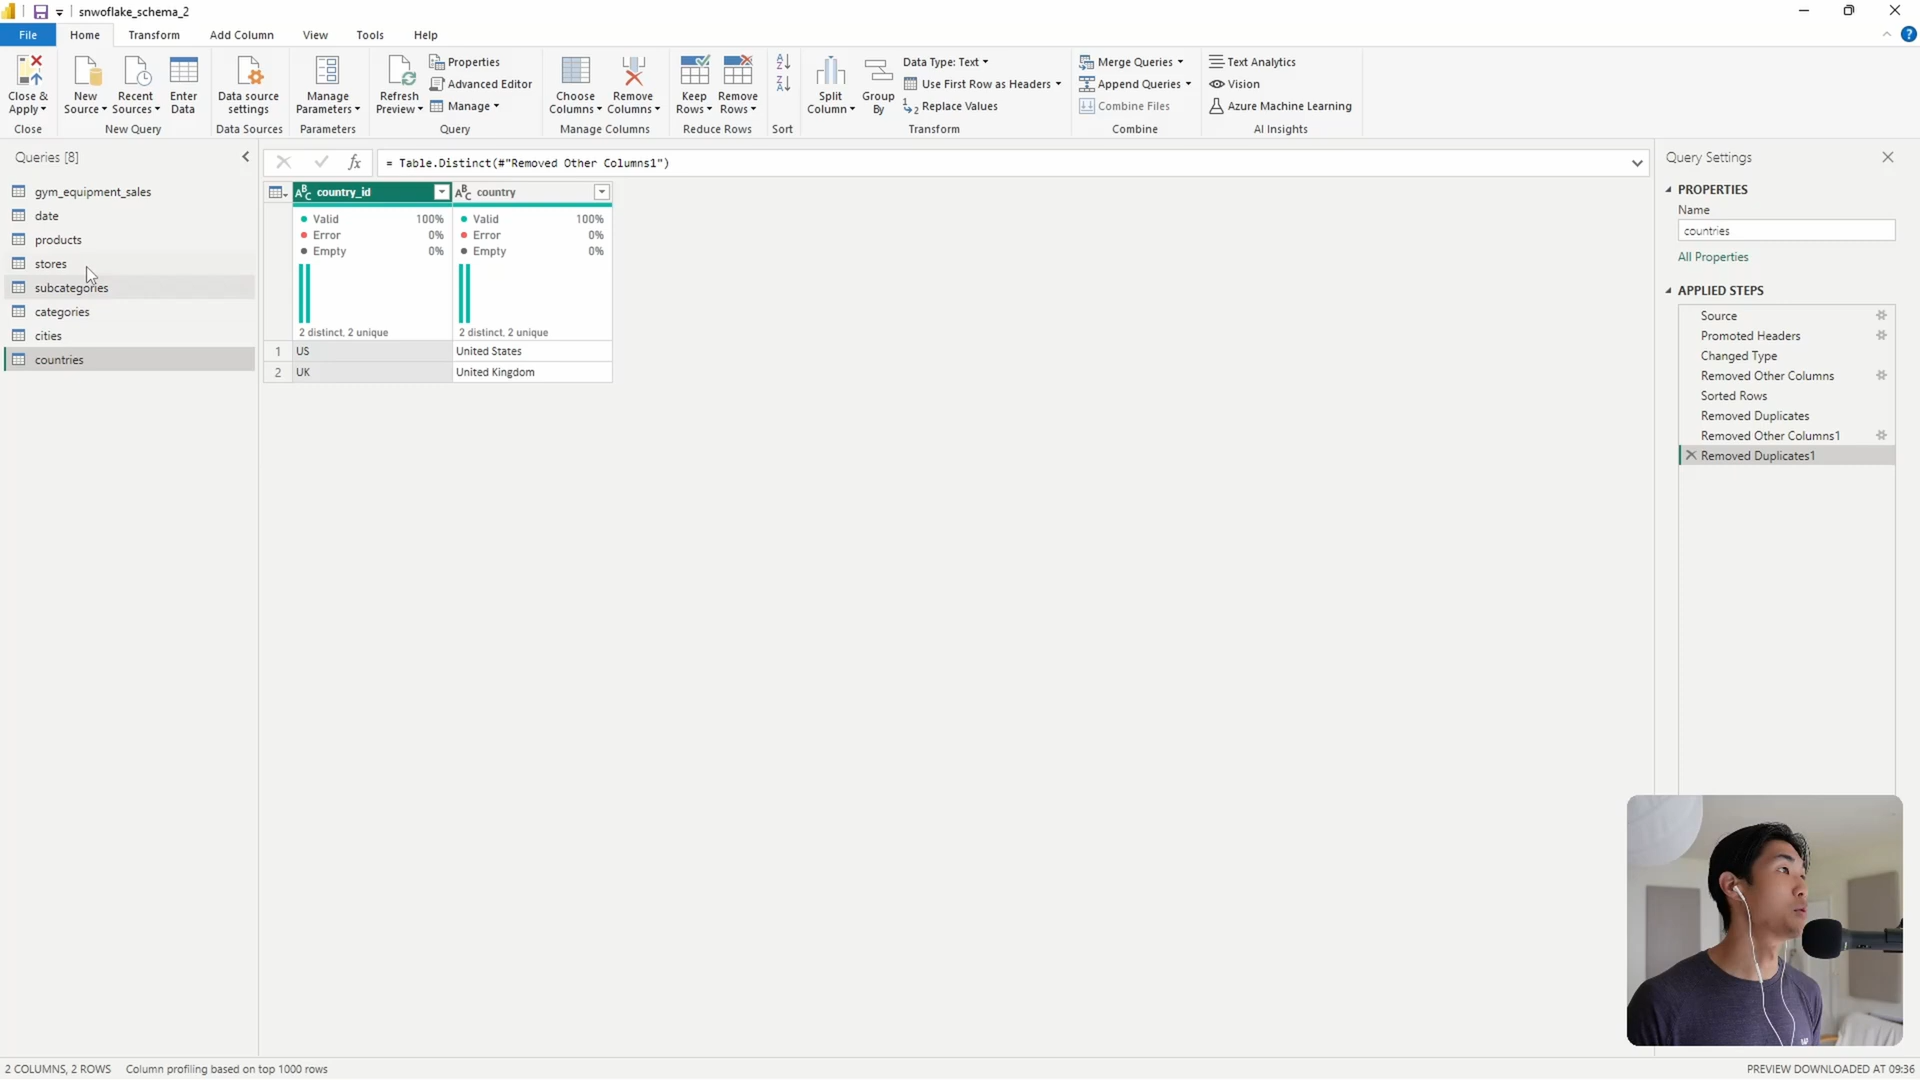 snwoflake_schema_2
File Home Transform Add Column View Tools Help
Close & Apply
New Source
Recent Sources
Enter Data
Data source settings
Manage Parameters
Refresh Preview
Properties
Advanced Editor
Manage
Choose Columns
Remove Columns
Keep Rows
Remove Rows
Split Column
Group By
Data Type: Text
Use First Row as Headers
Replace Values
Merge Queries
Append Queries
Combine Files
Text Analytics
Vision
Azure Machine Learning
Close New Query Data Sources Parameters Query Manage Columns Reduce Rows Sort Transform Combine AI Insights
Queries [8]
gym_equipment_sales
date
products
stores
subcategories
categories
cities
countries
= Table.Distinct(#"Removed Other Columns1")
country_id country
Valid 100% Valid 100%
Error 0% Error 0%
Empty 0% Empty 0%
2 distinct, 2 unique 2 distinct, 2 unique
1 US United States
2 UK United Kingdom
Query Settings
PROPERTIES
Name
countries
All Properties
APPLIED STEPS
Source
Promoted Headers
Changed Type
Removed Other Columns
Sorted Rows
Removed Duplicates
Removed Other Columns1
Removed Duplicates1
2 COLUMNS, 2 ROWS Column profiling based on top 1000 rows
PREVIEW DOWNLOADED AT 09:36